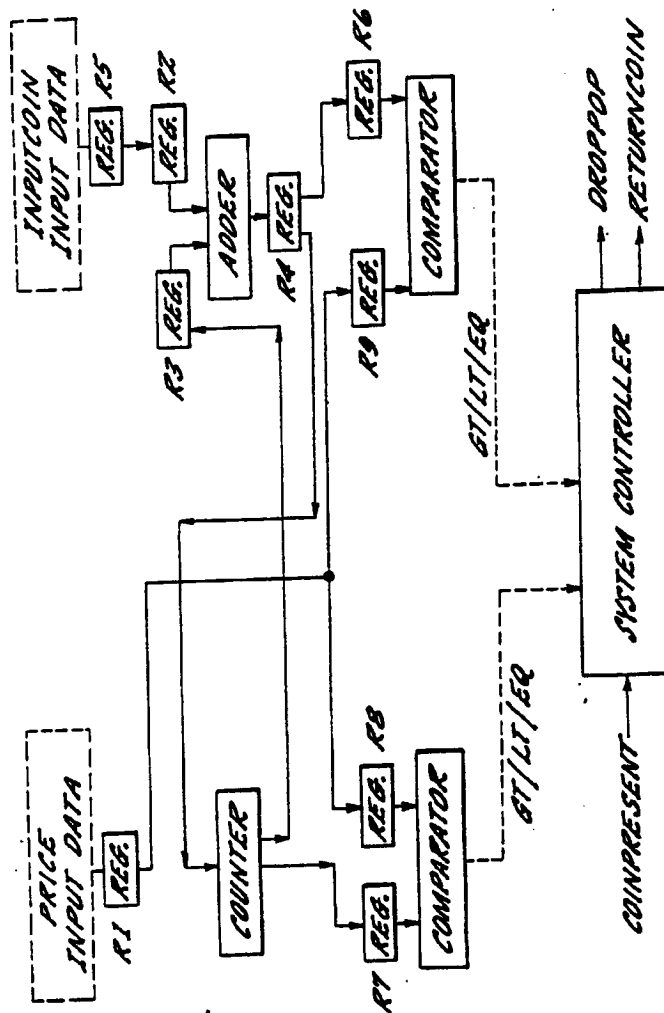 PRICE
INPUT DATA
REG.
R1
INPUTCOIN
INPUT DATA
REG.
R5
REG.
R2
R3
REG.
ADDER
REG.
R4
COUNTER
R7
REG.
REG.
R8
R9
REG.
REG.
R6
COMPARATOR
COMPARATOR
GT/LT/EQ
GT/LT/EQ
COINPRESENT
SYSTEM CONTROLLER
DROPPOP
RETURNCOIN